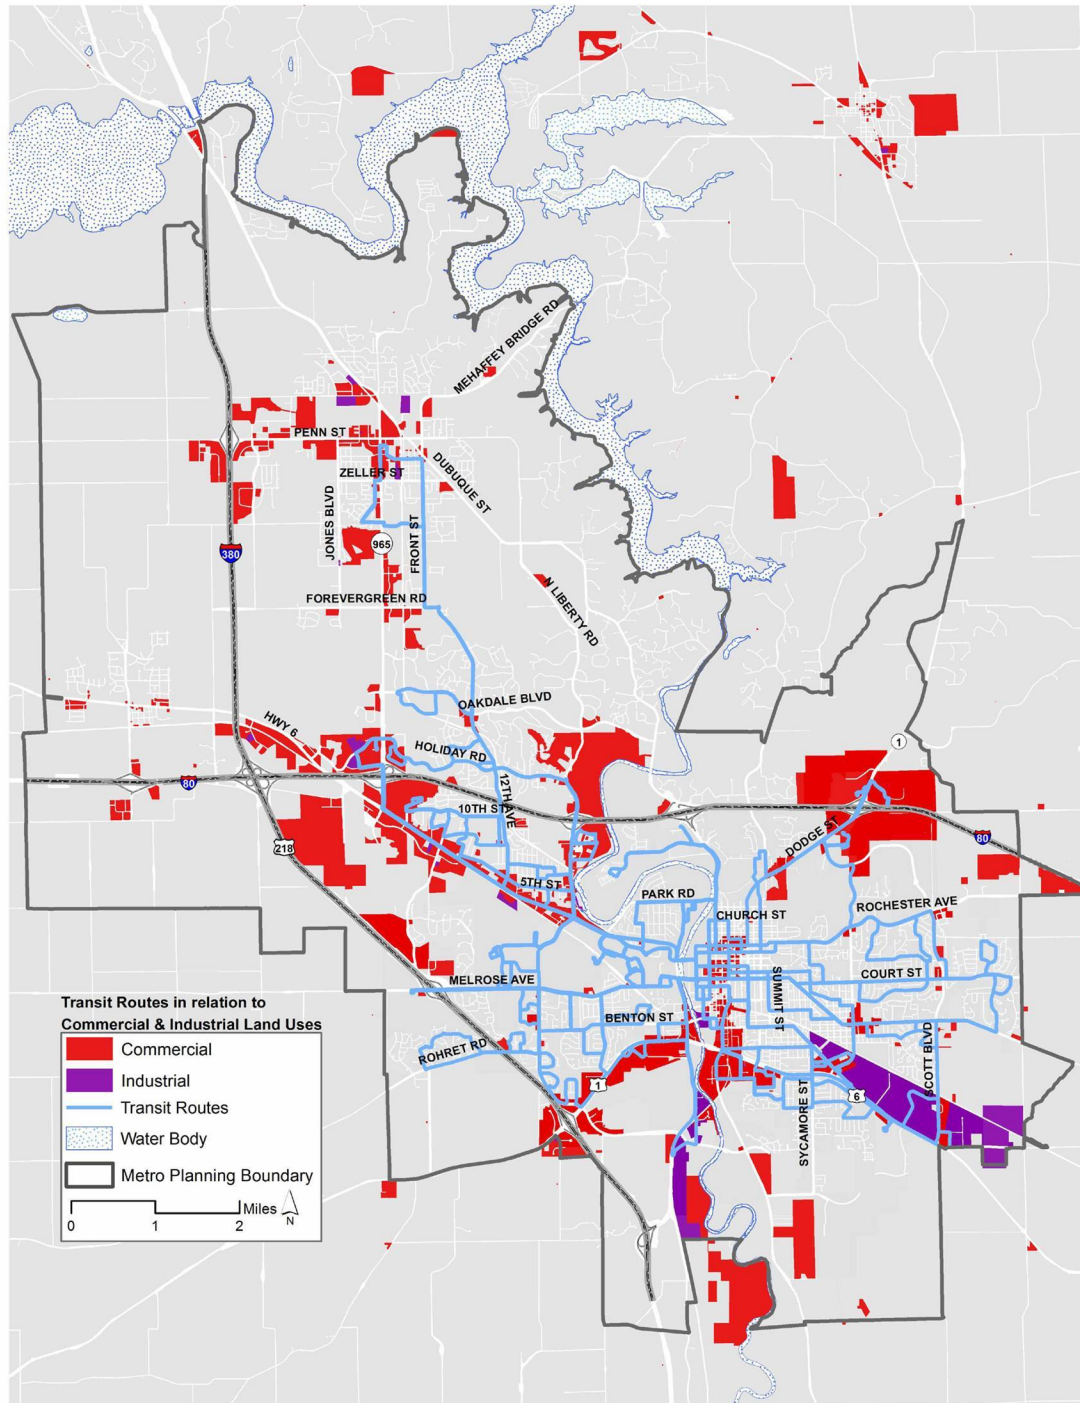 MEHAFFEY BRIDGE RD
PENN ST
ZELLER ST
DUBUQUE ST
JONES BLVD
FRONT ST
965
380
N LIBERTY RD
FOREVERGREEN RD
OAKDALE BLVD
HWY 6
HOLIDAY RD
1
80
12TH AVE
10TH ST
DODGE ST
80
218
5TH ST
PARK RD
ROCHESTER AVE
CHURCH ST
MELROSE AVE
SUMMIT ST
COURT ST
BENTON ST
ROHRET RD
SCOTT BLVD
1
6
SYCAMORE ST
Transit Routes in relation to
Commercial & Industrial Land Uses
Commercial
Industrial
Transit Routes
Water Body
Metro Planning Boundary
Miles
0 1 2
N